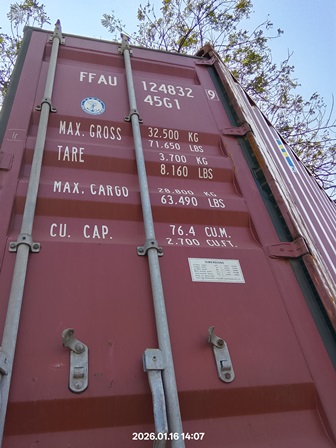 FFAU 124832 9
45G1
MAX. GROSS 32.500 KG
71.650 LBS
TARE 3.700 KG
8.160 LBS
MAX. CARGO 28.800 KG
63.490 LBS
CU. CAP. 76.4 CU.M.
2.700 CU.FT.
2026.01.16 14:07